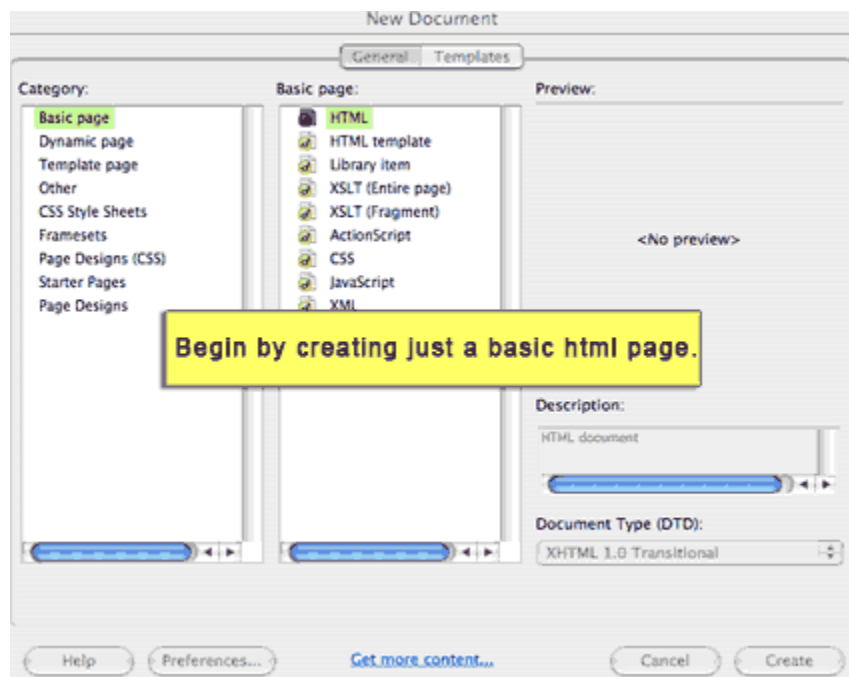 New Document
General Templates
Category:
Basic page
Dynamic page
Template page
Other
CSS Style Sheets
Framesets
Page Designs (CSS)
Starter Pages
Page Designs
Basic page:
HTML
HTML template
Library item
XSLT (Entire page)
XSLT (Fragment)
ActionScript
CSS
JavaScript
XML
Preview:
<No preview>
Begin by creating just a basic html page.
Description:
HTML document
Document Type (DTD):
XHTML 1.0 Transitional
Help Preferences... Get more content... Cancel Create